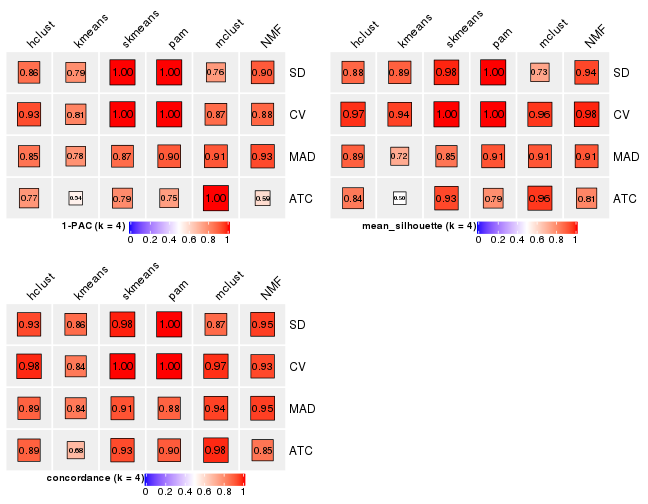 hclust kmeans skmeans pam mclust NMF
0.86 0.79 1.00 1.00 0.76 0.90 SD
0.93 0.81 1.00 1.00 0.87 0.88 CV
0.85 0.78 0.87 0.90 0.91 0.93 MAD
0.77 0.79 0.75 1.00 0.59 ATC
1-PAC (k = 4)
0 0.2 0.4 0.6 0.8 1
hclust kmeans skmeans pam mclust NMF
0.88 0.89 0.98 1.00 0.73 0.94 SD
0.97 0.94 1.00 1.00 0.96 0.98 CV
0.89 0.72 0.85 0.91 0.91 0.91 MAD
0.84 0.50 0.93 0.79 0.96 0.81 ATC
mean_silhouette (k = 4)
0 0.2 0.4 0.6 0.8 1
hclust kmeans skmeans pam mclust NMF
0.93 0.86 0.98 1.00 0.87 0.95 SD
0.98 0.84 1.00 1.00 0.97 0.93 CV
0.89 0.84 0.91 0.88 0.94 0.95 MAD
0.89 0.68 0.93 0.90 0.98 0.85 ATC
concordance (k = 4)
0 0.2 0.4 0.6 0.8 1